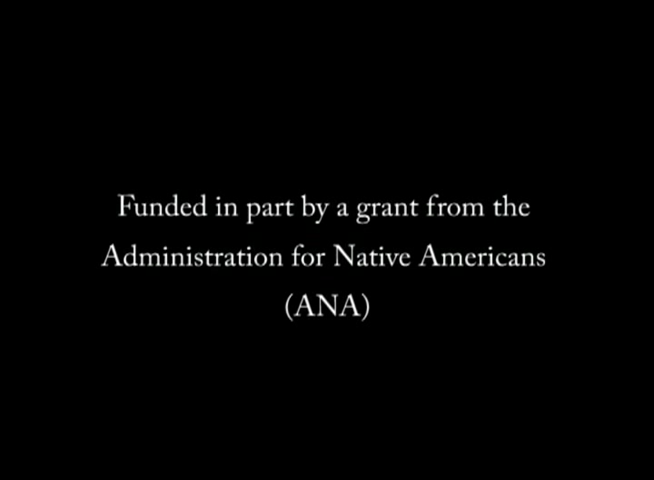 Funded in part by a grant from the
Administration for Native Americans
(ANA)